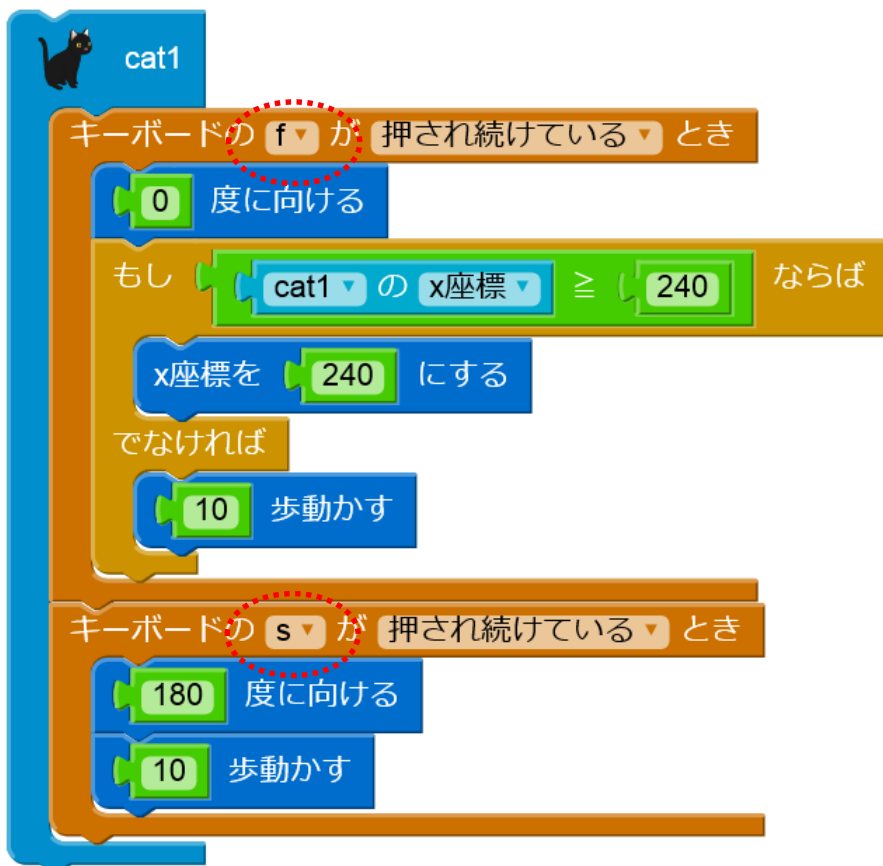 cat1
キーボードの f が 押され続けている とき
0 度に向ける
もし cat1 の x座標 ≧ 240 ならば
x座標を 240 にする
でなければ
10 歩動かす
キーボードの s が 押され続けている とき
180 度に向ける
10 歩動かす